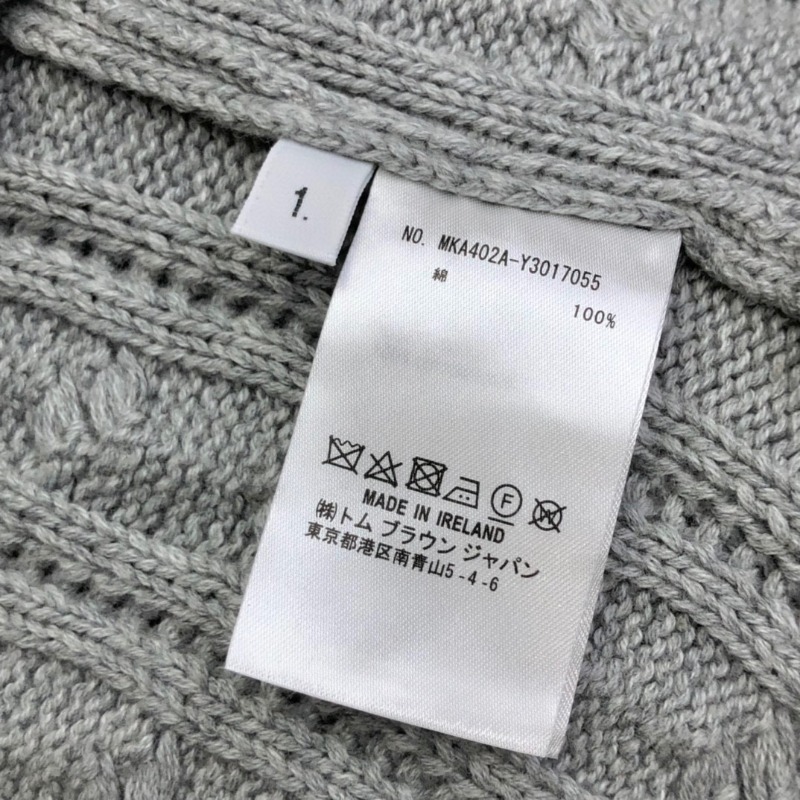 1.
NO. MKA402A-Y3017055
綿
100%
F W
MADE IN IRELAND
㈱トム ブラウン ジャパン
東京都港区南青山5-4-6